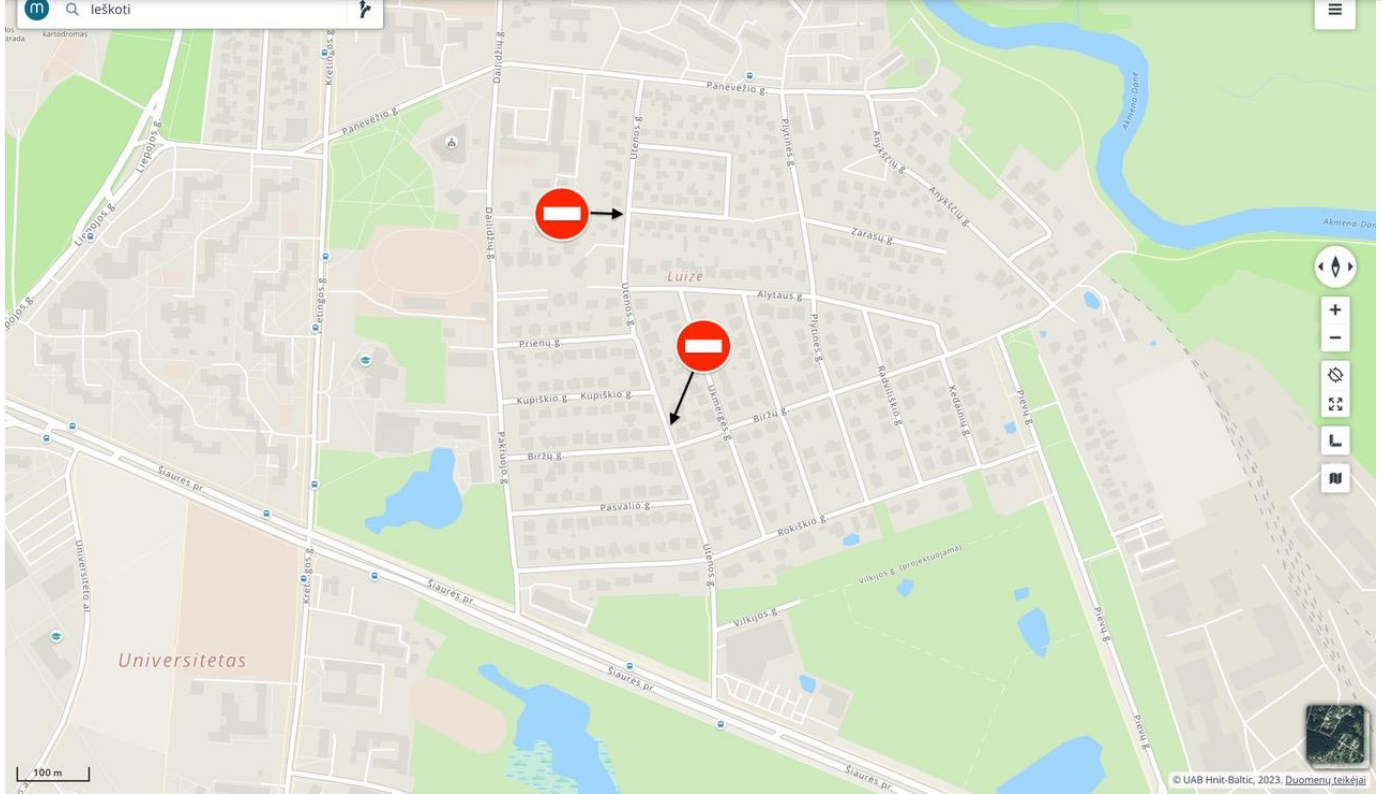 m
Ieškoti
kartodromas
Kretingos g.
Dailidžių g.
Panevėžio g.
Akmena-Danė
Liepojos g.
Panevėžio g.
Utenos g.
Plytinės g.
Anykščių g.
Anykščių g.
Dailidžių g.
Zarasų g.
Liepojos g.
Kretingos g.
Luizė
Utenos g.
Alytaus g.
Plytinės g.
Prienų g.
Kupiškio g.
Kupiškio g.
Ukmergės g.
Biržų g.
Radviliškio g.
Kėdainių g.
Pievų g.
Pakruojo g.
Biržų g.
Šiaurės pr.
Pasvalio g.
Rokiškio g.
Universiteto al.
Kretingos g.
Šiaurės pr.
Utenos g.
Vilkijos g. (projektuojama)
Vilkijos g.
Pievų g.
Universitetas
Šiaurės pr.
Pievų g.
Šiaurės pr.
100 m
© UAB Hnit-Baltic, 2023. Duomenų teikėjai